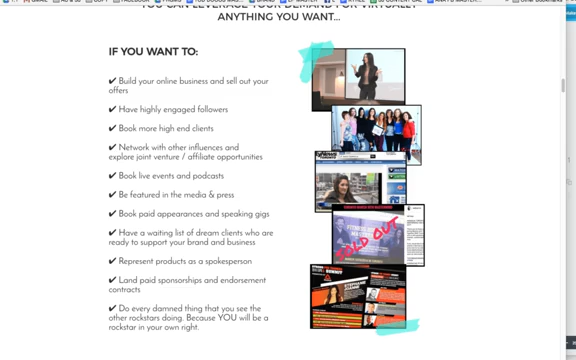 YOU CAN LEVERAGE YOUR DEMAND FOR VIRTUALLY
ANYTHING YOU WANT...
IF YOU WANT TO:
✔ Build your online business and sell out your
offers
✔ Have highly engaged followers
✔ Book more high end clients
✔ Network with other influences and
explore joint venture / affiliate opportunities
✔ Book live events and podcasts
✔ Be featured in the media & press
✔ Book paid appearances and speaking gigs
✔ Have a waiting list of dream clients who are
ready to support your brand and business
✔ Represent products as a spokesperson
✔ Land paid sponsorships and endorsement
contracts
✔ Do every damned thing that you see the
other rockstars doing. Because YOU will be a
rockstar in your own right.
SOLD OUT